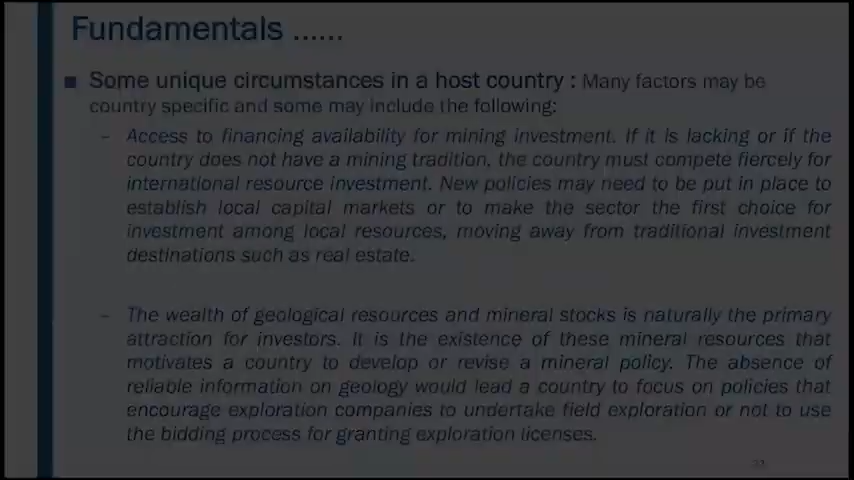 Fundamentals ......
Some unique circumstances in a host country : Many factors may be
country specific and some may include the following:
– Access to financing availability for mining investment. If it is lacking or if the
country does not have a mining tradition, the country must compete fiercely for
international resource investment. New policies may need to be put in place to
establish local capital markets or to make the sector the first choice for
investment among local resources, moving away from traditional investment
destinations such as real estate.
– The wealth of geological resources and mineral stocks is naturally the primary
attraction for investors. It is the existence of these mineral resources that
motivates a country to develop or revise a mineral policy. The absence of
reliable information on geology would lead a country to focus on policies that
encourage exploration companies to undertake field exploration or not to use
the bidding process for granting exploration licenses.